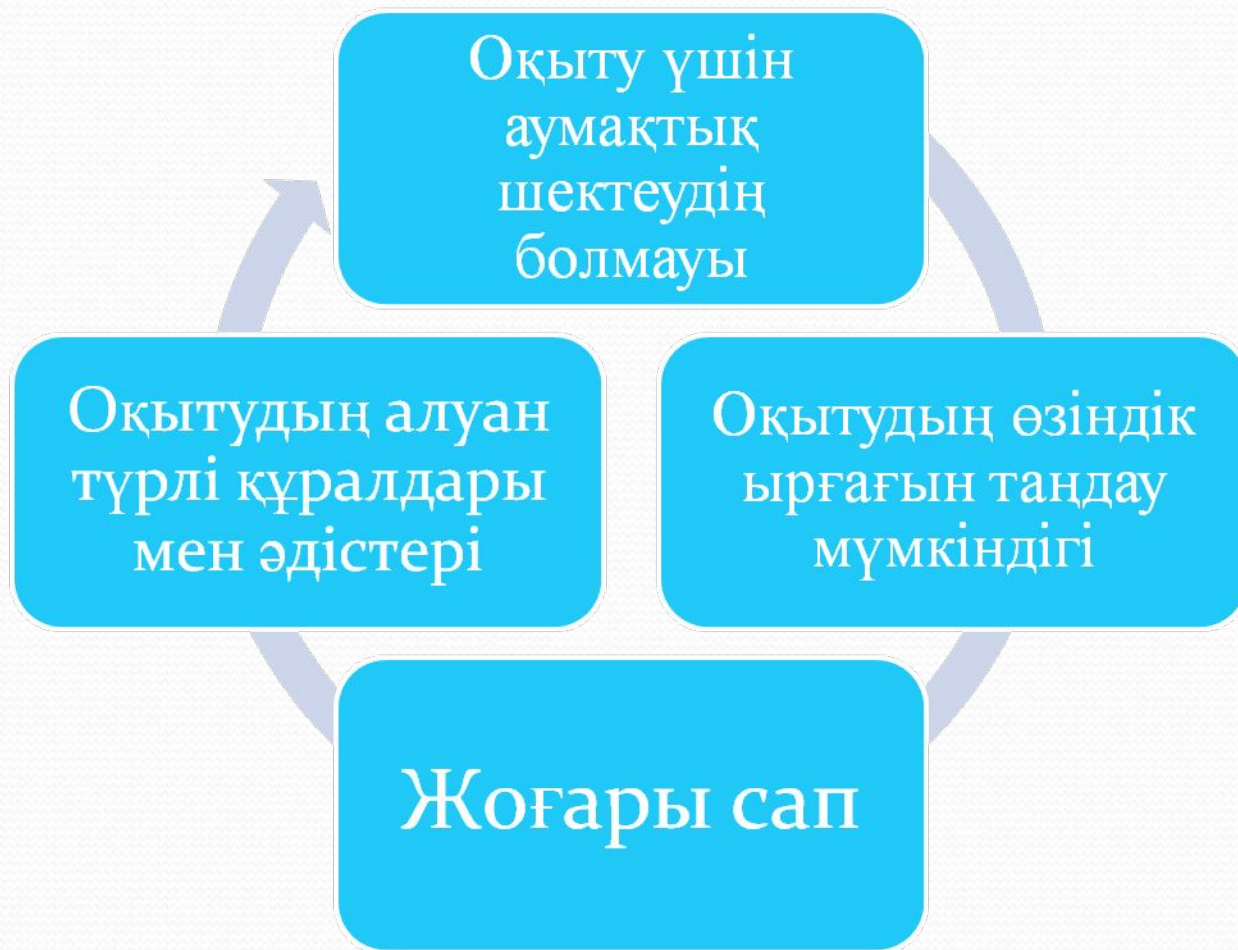 Оқыту үшін
аумақтық
шектеудің
болмауы
Оқытудың алуан
түрлі құралдары
мен әдістері
Оқытудың өзіндік
ырғағын таңдау
мүмкіндігі
Жоғары сап